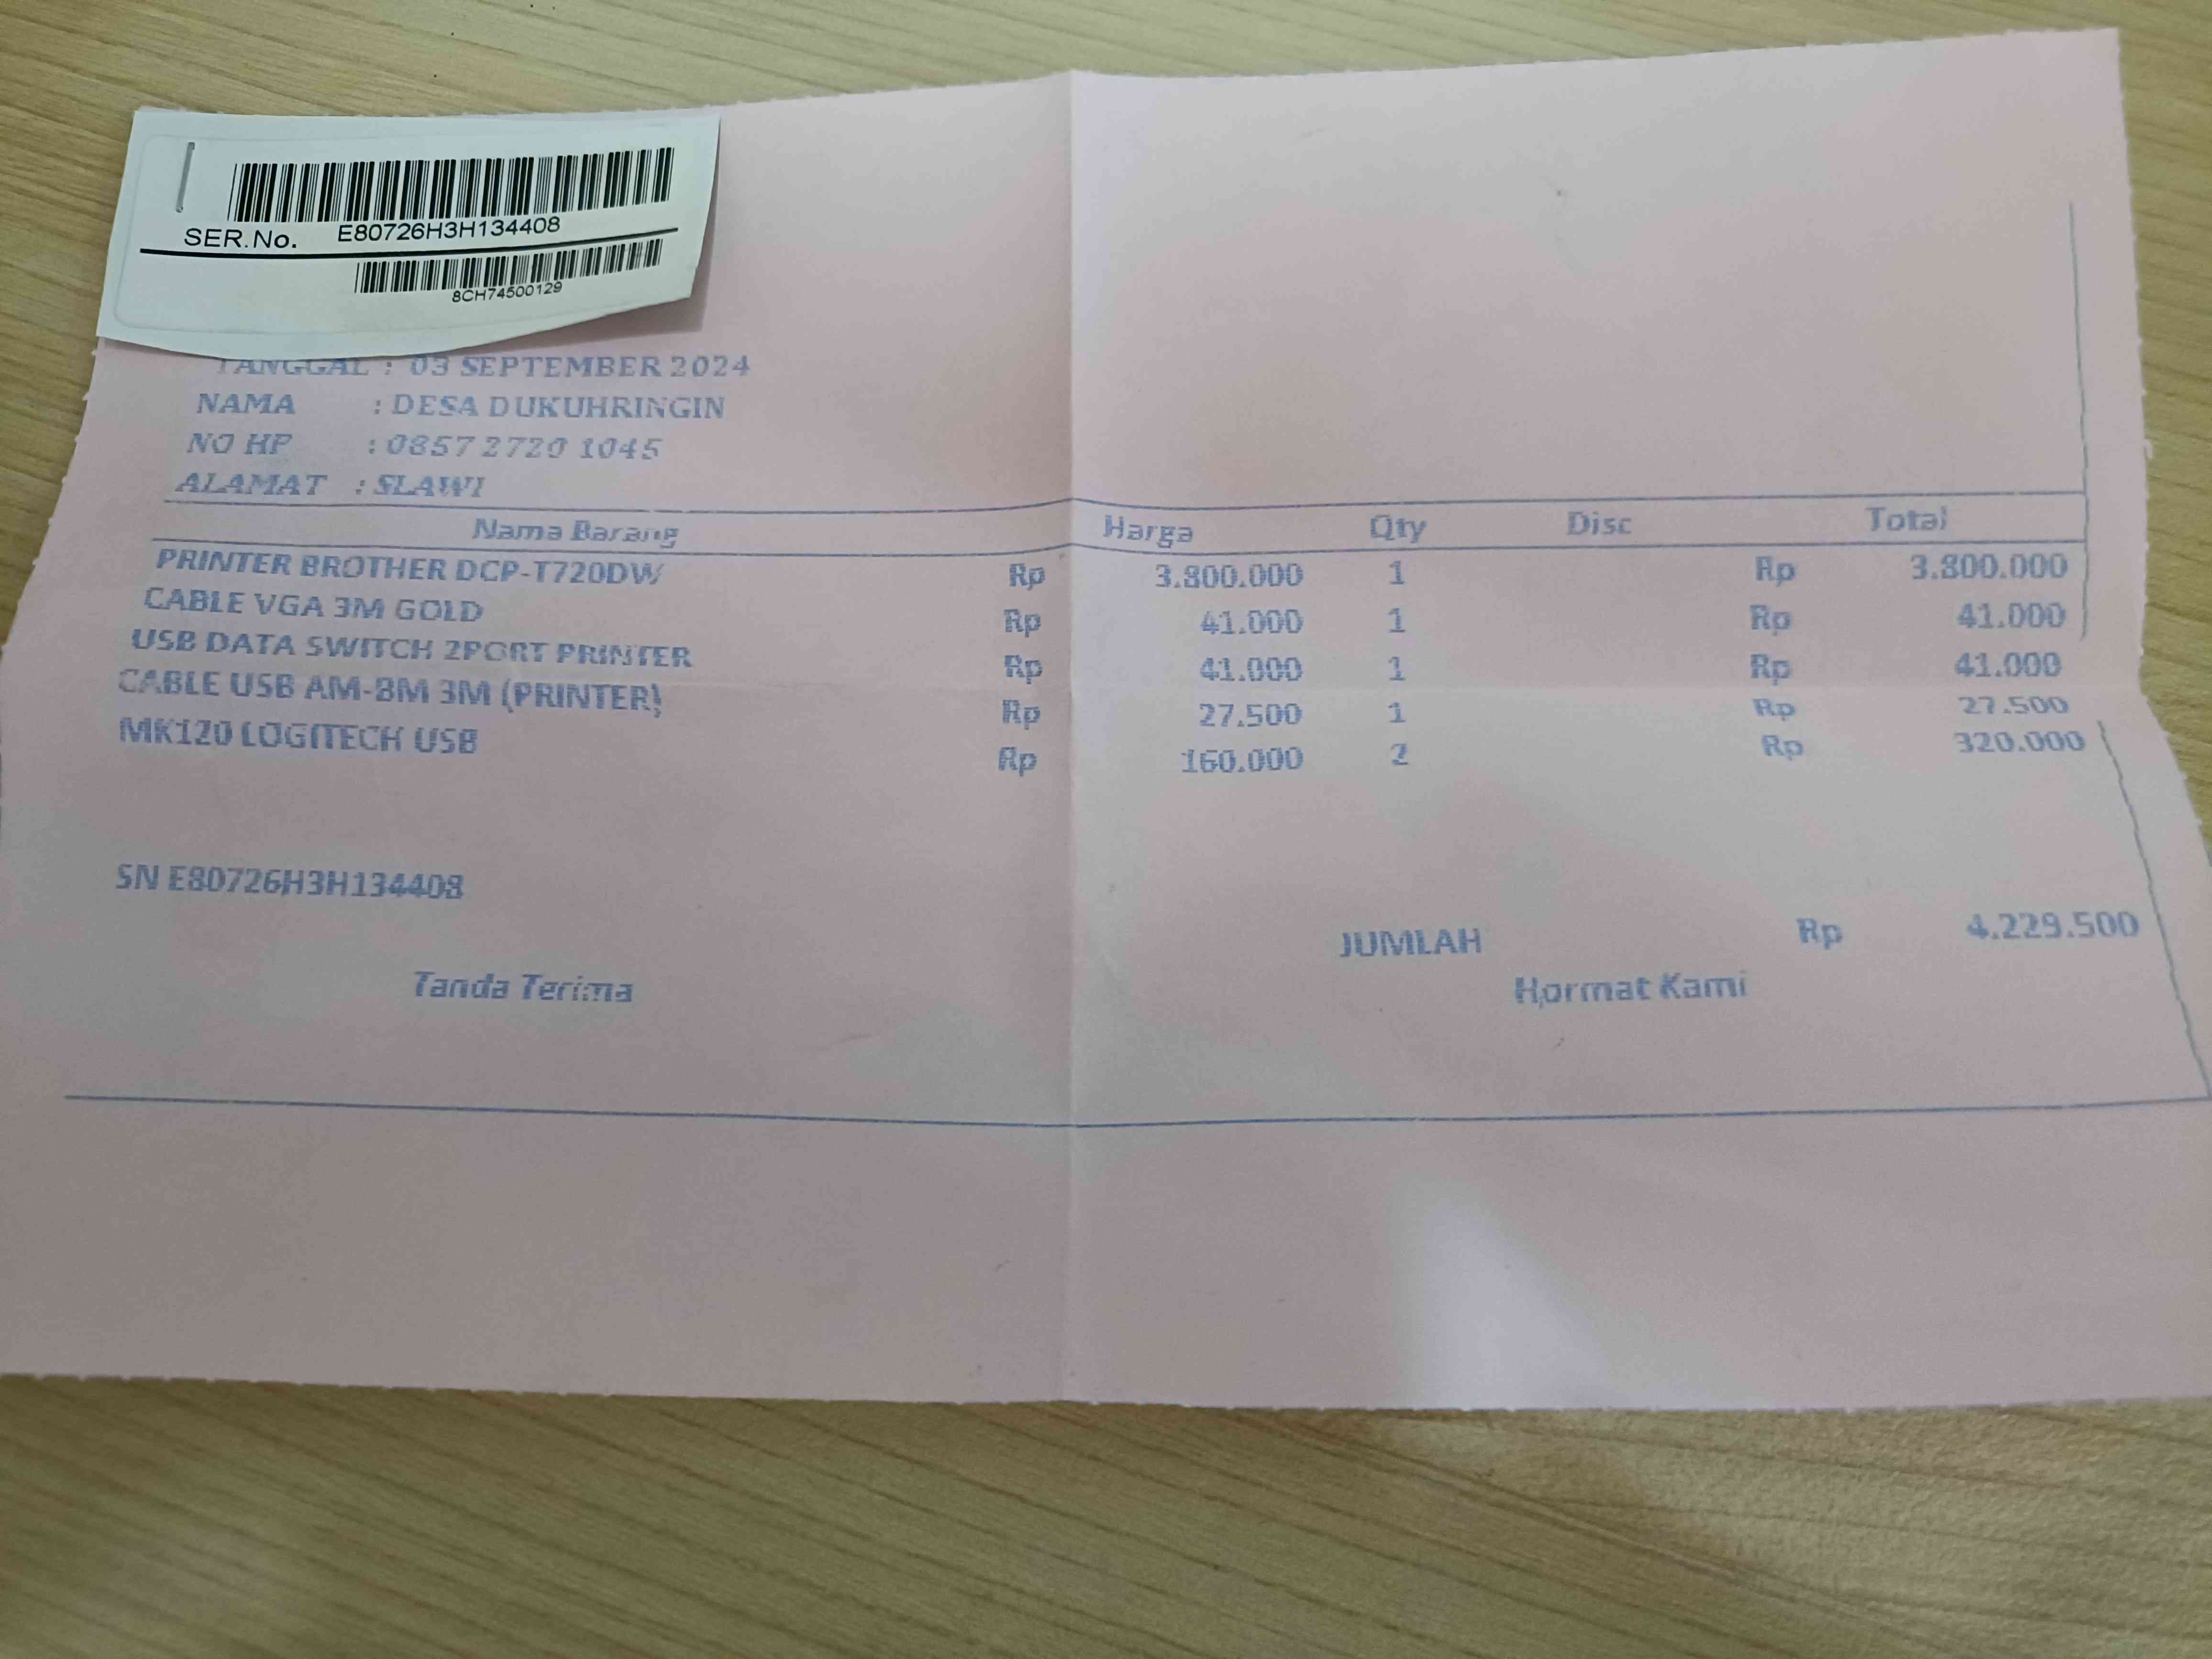 SER.No. E80726H3H134408
8CH74500129
TANGGAL : 03 SEPTEMBER 2024
NAMA : DESA DUKUHRINGIN
NO HP : 0857 2720 1045
ALAMAT : SLAWI
Nama Barang Harga Qty Disc Total
PRINTER BROTHER DCP-T720DW Rp 3.800.000 1 Rp 3.800.000
CABLE VGA 3M GOLD Rp 41.000 1 Rp 41.000
USB DATA SWITCH 2PORT PRINTER Rp 41.000 1 Rp 41.000
CABLE USB AM-BM 3M (PRINTER) Rp 27.500 1 Rp 27.500
MK120 LOGITECH USB Rp 160.000 2 Rp 320.000
SN E80726H3H134408
JUMLAH Rp 4.229.500
Tanda Terima Hormat Kami